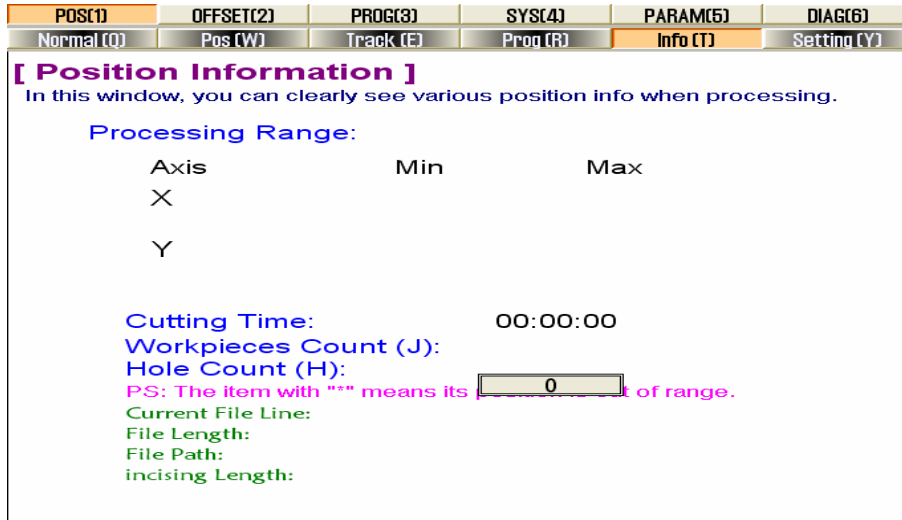 POS(1) OFFSET(2) PROG(3) SYS(4) PARAM(5) DIAG(6)
Normal (Q) Pos (W) Track (E) Prog (R) Info (T) Setting (Y)
[ Position Information ]
In this window, you can clearly see various position info when processing.
Processing Range:
Axis Min Max
X
Y
Cutting Time: 00:00:00
Workpieces Count (J):
Hole Count (H):
0
PS: The item with "*" means its of range.
Current File Line:
File Length:
File Path:
incising Length: